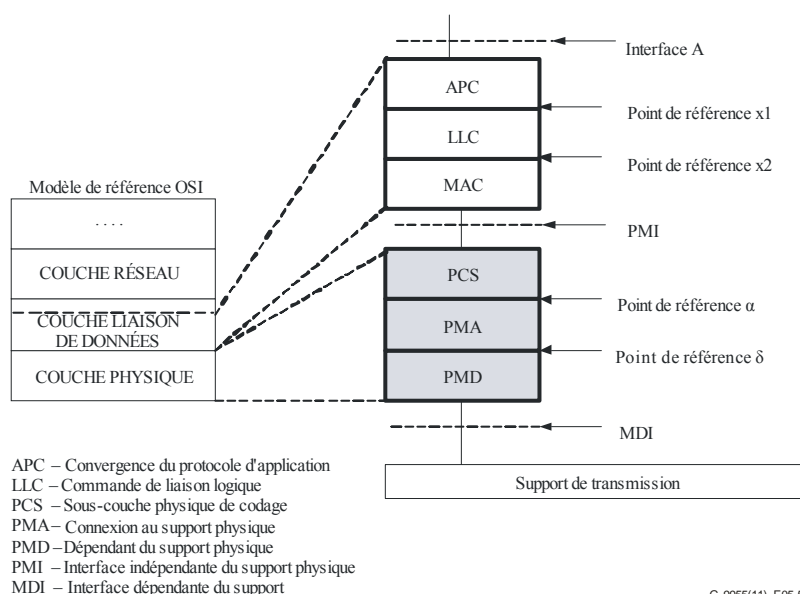 Interface A
APC
Point de référence x1
LLC
Point de référence x2
MAC
Modèle de référence OSI
....
PMI
COUCHE RÉSEAU
PCS
Point de référence α
COUCHE LIAISON
DE DONNÉES
PMA
Point de référence δ
COUCHE PHYSIQUE
PMD
MDI
Support de transmission
APC – Convergence du protocole d'application
LLC – Commande de liaison logique
PCS – Sous-couche physique de codage
PMA – Connexion au support physique
PMD – Dépendant du support physique
PMI – Interface indépendante du support physique
MDI – Interface dépendante du support